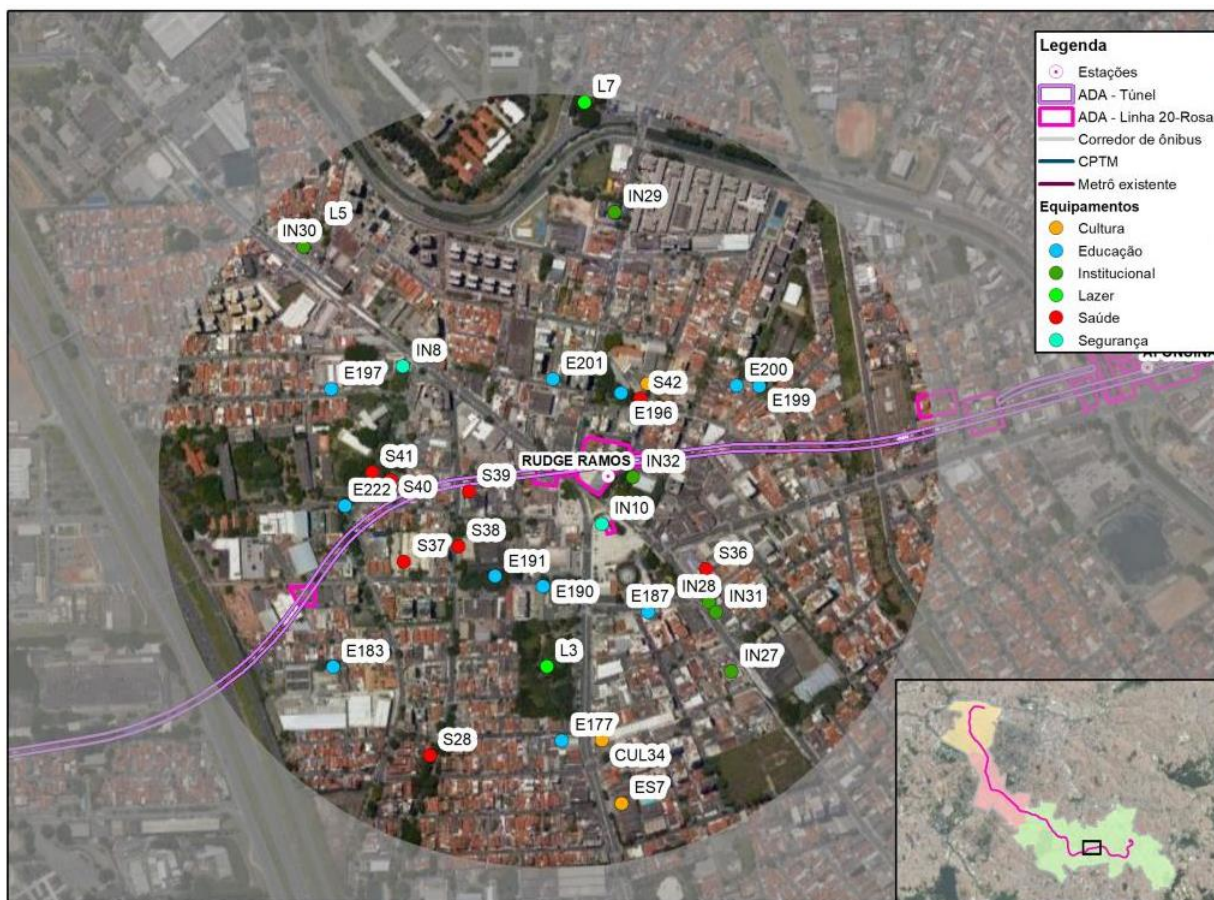 L7
Legenda
Estações
ADA - Túnel
ADA - Linha 20-Rosa
Corredor de ônibus
CPTM
Metrô existente
Equipamentos
Cultura
Educação
Institucional
Lazer
Saúde
Segurança
IN29
L5
IN30
IN8
E201
E197
S42
E200
E199
E196
RUDGE RAMOS
IN32
S41
S40
S39
E222
IN10
S38
S37
S36
E191
E190
IN28
IN31
E187
E183
L3
IN27
E177
S28
CUL34
ES7